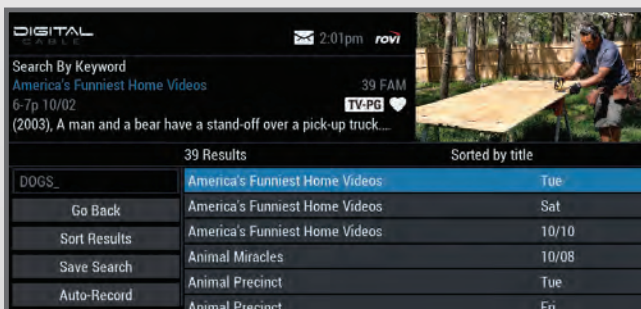 DIGITAL
CABLE
2:01pm rovi
Search By Keyword
America's Funniest Home Videos 39 FAM
6-7p 10/02 TV-PG
(2003), A man and a bear have a stand-off over a pick-up truck....
39 Results Sorted by title
DOGS_
America's Funniest Home Videos Tue
Go Back
America's Funniest Home Videos Sat
Sort Results
America's Funniest Home Videos 10/10
Save Search
Animal Miracles 10/08
Auto-Record
Animal Precinct Tue
Animal Precinct Fri